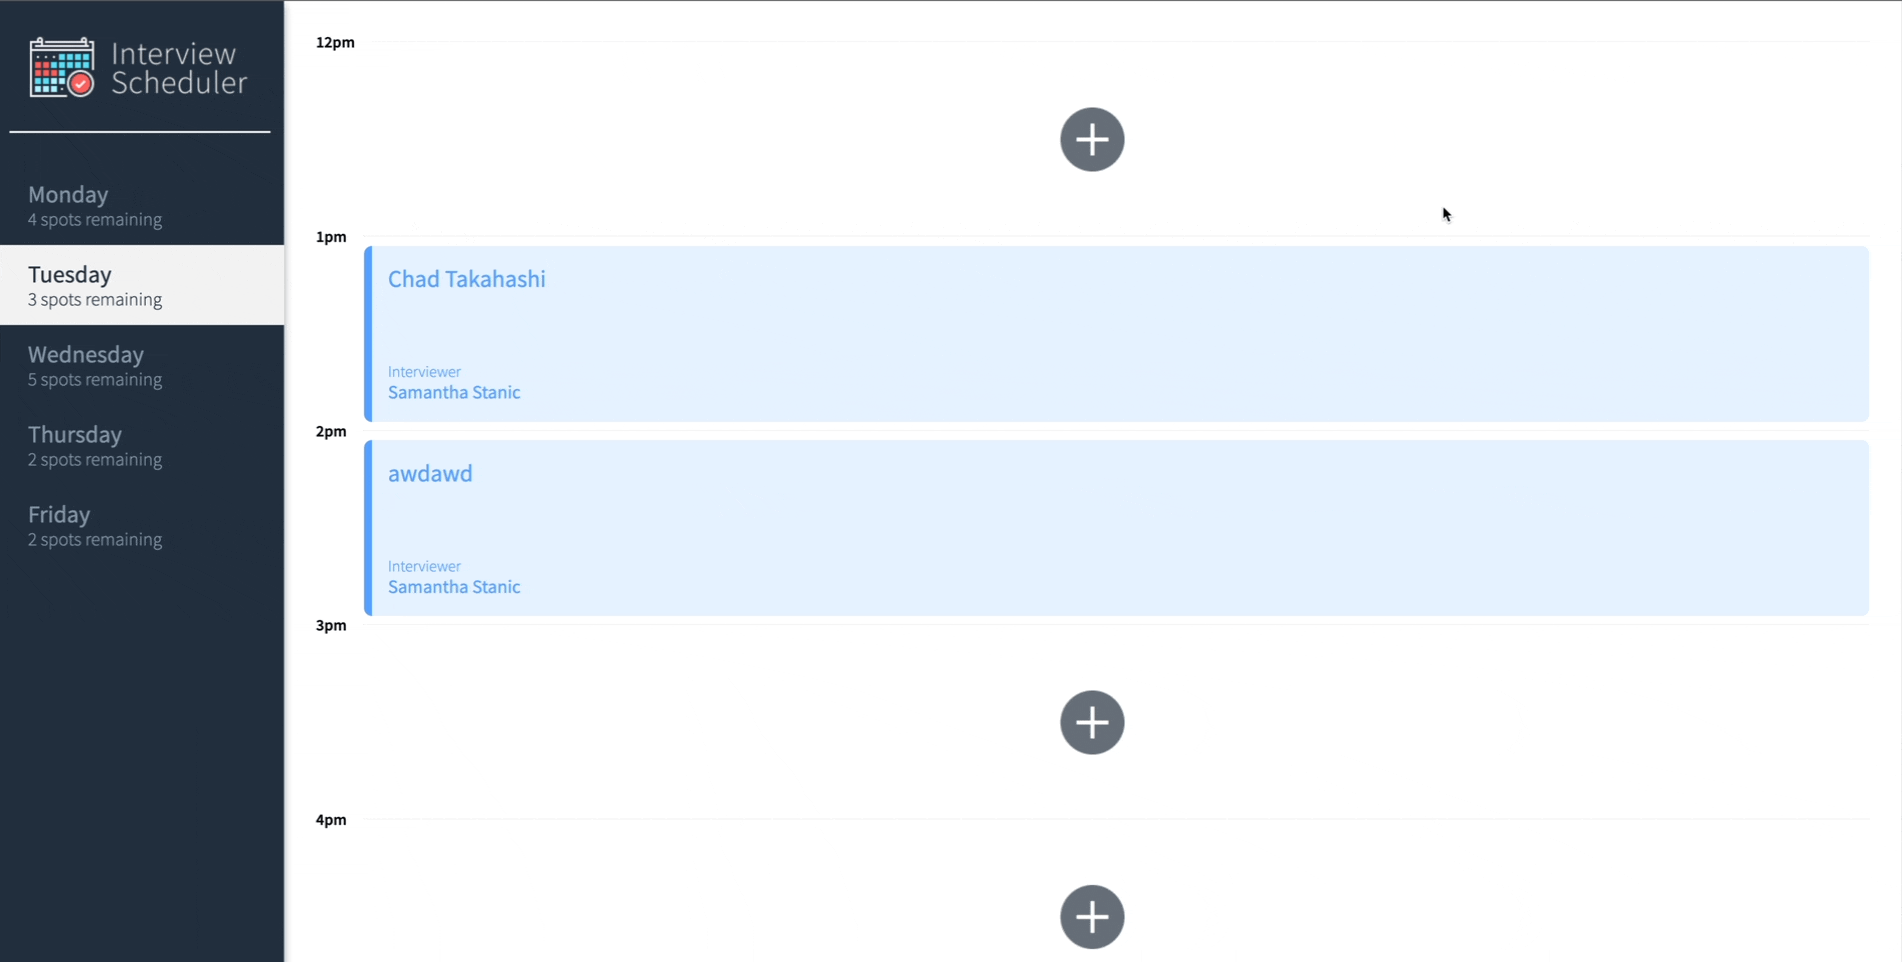 Interview
Scheduler
Monday
4 spots remaining
Tuesday
3 spots remaining
Wednesday
5 spots remaining
Thursday
2 spots remaining
Friday
2 spots remaining
12pm
1pm
Chad Takahashi
Interviewer
Samantha Stanic
2pm
awdawd
Interviewer
Samantha Stanic
3pm
4pm